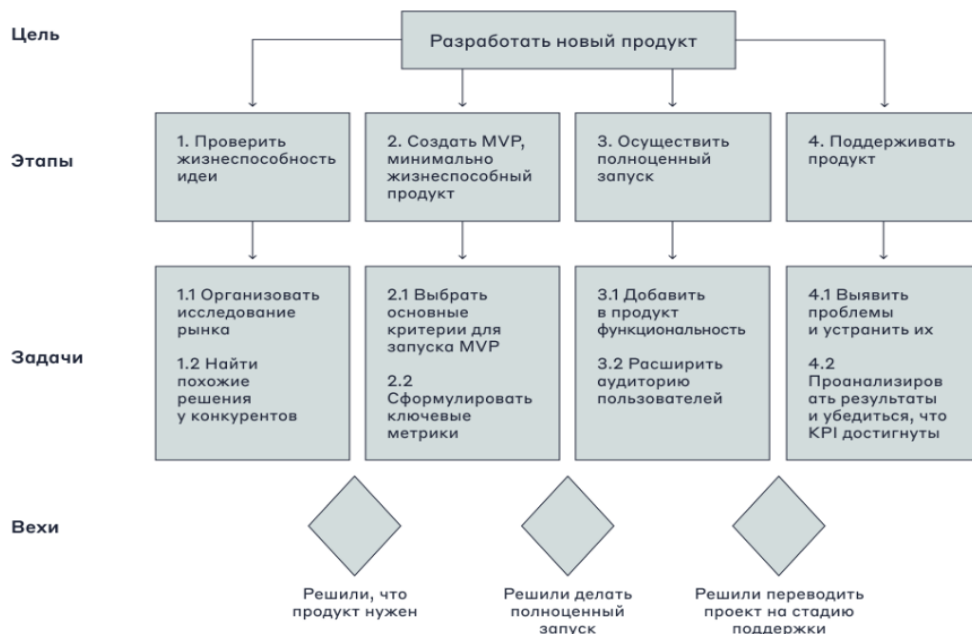 Цель
Разработать новый продукт
Этапы
1. Проверить
жизнеспособность
идеи
2. Создать MVP,
минимально
жизнеспособный
продукт
3. Осуществить
полноценный
запуск
4. Поддерживать
продукт
Задачи
1.1 Организовать
исследование
рынка
1.2 Найти
похожие
решения
у конкурентов
2.1 Выбрать
основные
критерии для
запуска MVP
2.2
Сформулировать
ключевые
метрики
3.1 Добавить
в продукт
функциональность
3.2 Расширить
аудиторию
пользователей
4.1 Выявить
проблемы
и устранить их
4.2
Проанализиров
ать результаты
и убедиться, что
KPI достигнуты
Вехи
Решили, что
продукт нужен
Решили делать
полноценный
запуск
Решили переводить
проект на стадию
поддержки